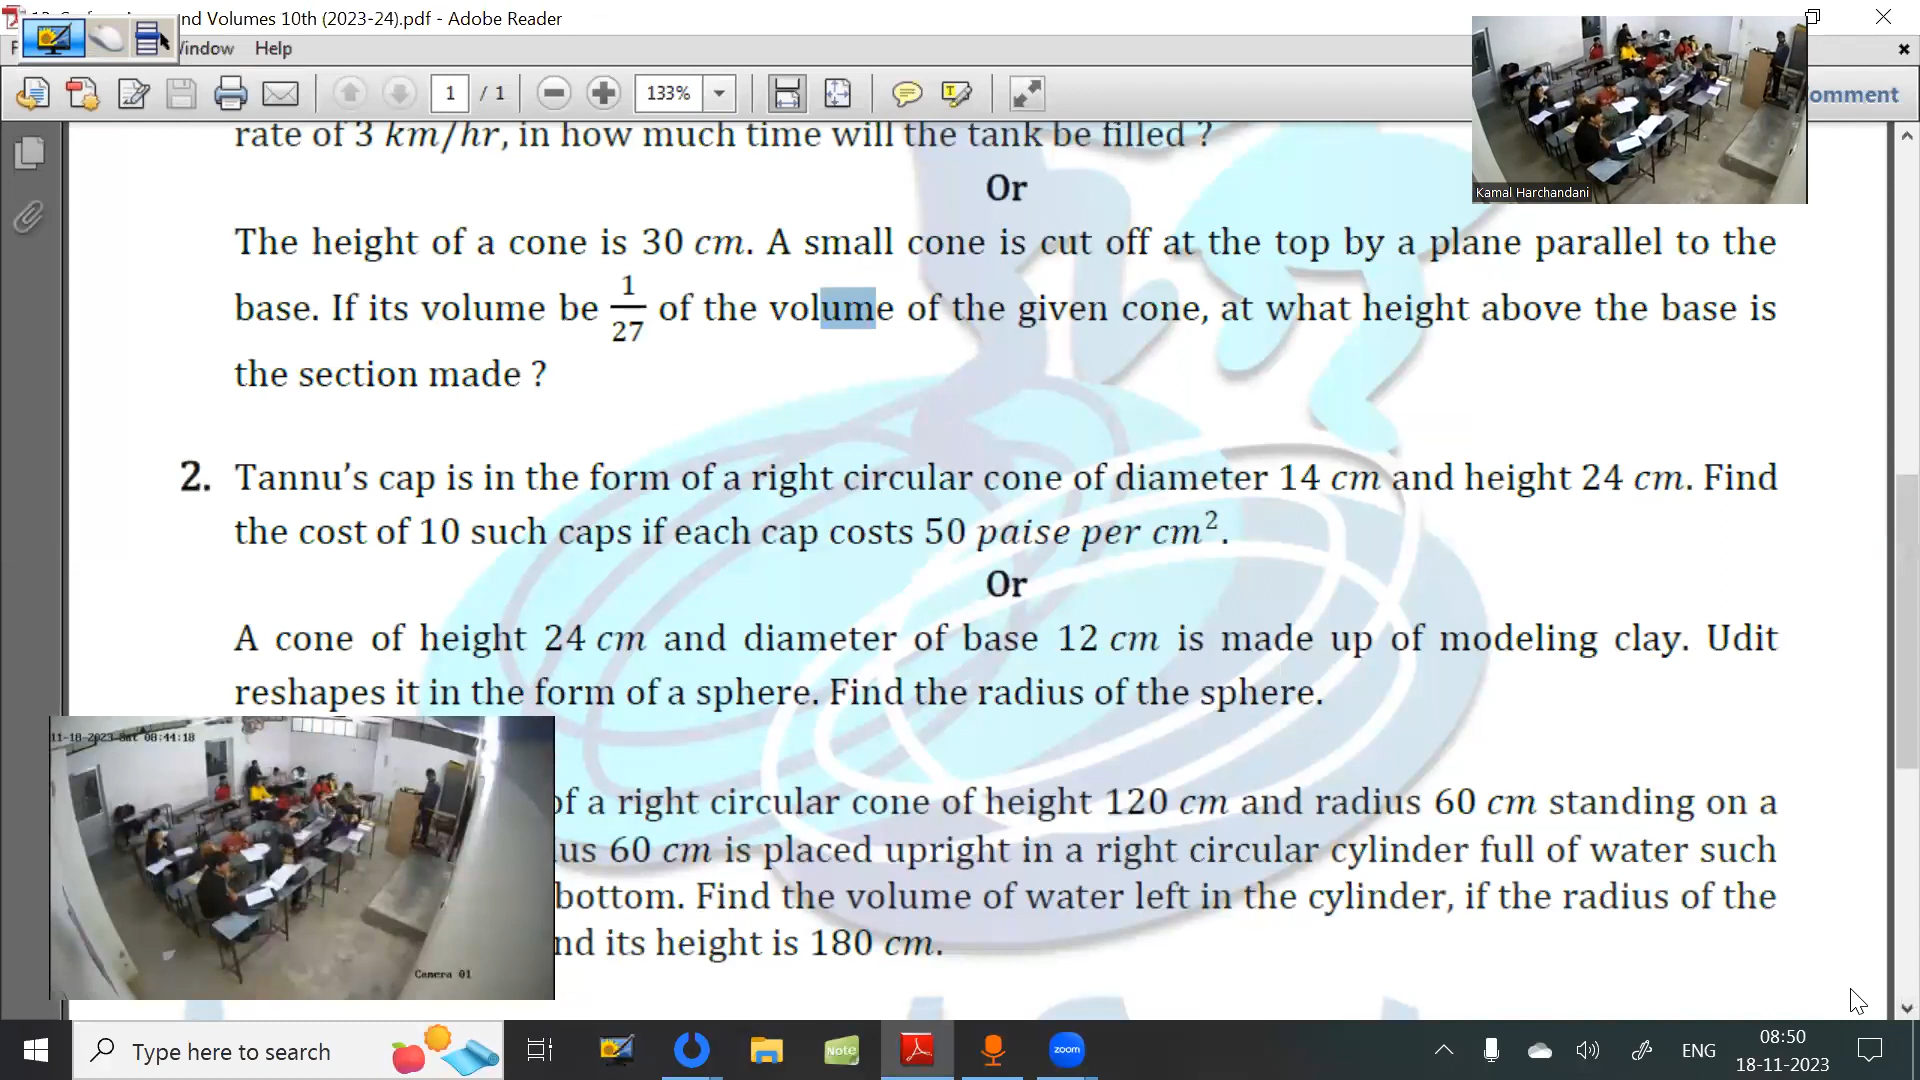 nd Volumes 10th (2023-24).pdf - Adobe Reader
Window Help
1 / 1 133% omment
rate of 3 km/hr, in how much time will the tank be filled ?
Or
The height of a cone is 30 cm. A small cone is cut off at the top by a plane parallel to the
base. If its volume be 1/27 of the volume of the given cone, at what height above the base is
the section made ?
2. Tannu’s cap is in the form of a right circular cone of diameter 14 cm and height 24 cm. Find
the cost of 10 such caps if each cap costs 50 paise per cm².
Or
A cone of height 24 cm and diameter of base 12 cm is made up of modeling clay. Udit
reshapes it in the form of a sphere. Find the radius of the sphere.
of a right circular cone of height 120 cm and radius 60 cm standing on a
ius 60 cm is placed upright in a right circular cylinder full of water such
bottom. Find the volume of water left in the cylinder, if the radius of the
nd its height is 180 cm.
Kamal Harchandani
11-18-2023 Sat 08:44:18
Camera 01
Type here to search
Note
zoom
ENG
08:50
18-11-2023